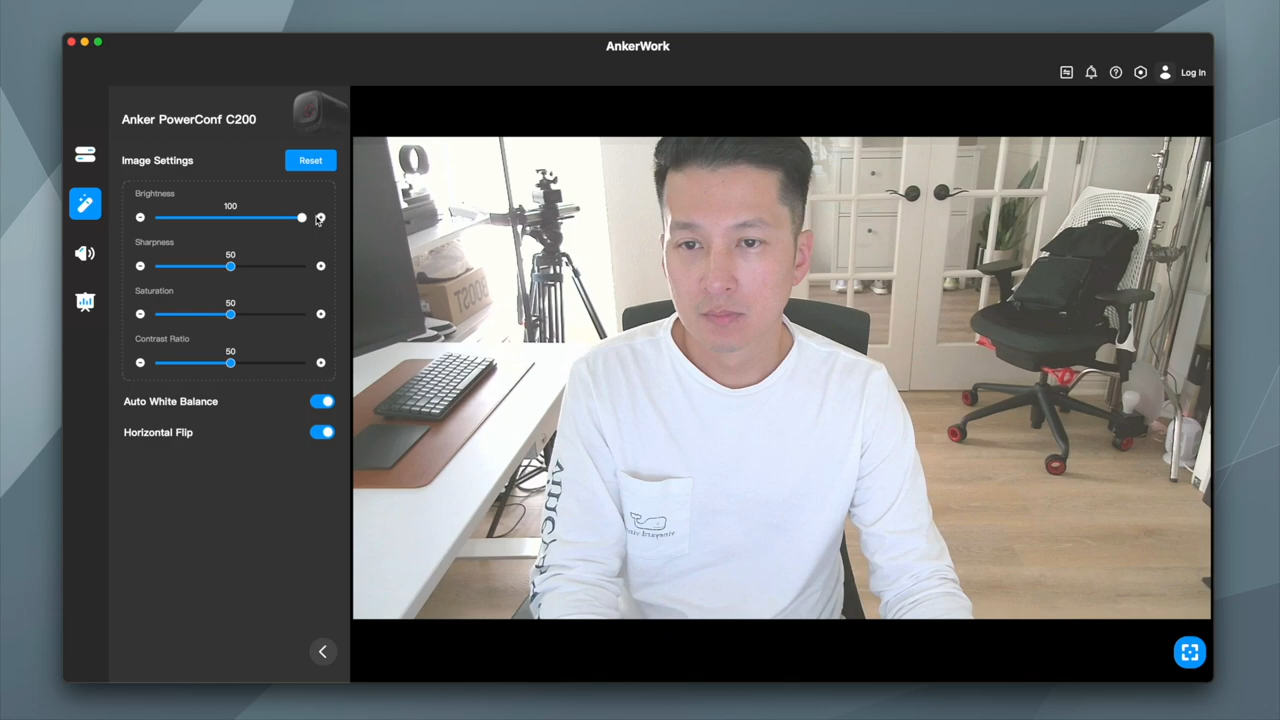 AnkerWork
Log In
Anker PowerConf C200
Image Settings
Reset
Brightness
100
Sharpness
50
Saturation
50
Contrast Ratio
50
Auto White Balance
Horizontal Flip